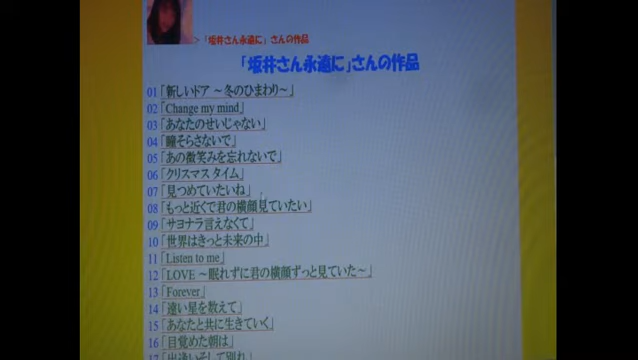 >「坂井さん永遠に」さんの作品
「坂井さん永遠に」さんの作品
01「新しいドア ～冬のひまわり～」
02「Change my mind」
03「あなたのせいじゃない」
04「瞳そらさないで」
05「あの微笑みを忘れないで」
06「クリスマス タイム」
07「見つめていたいね」
08「もっと近くで君の横顔見ていたい」
09「サヨナラ言えなくて」
10「世界はきっと未来の中」
11「Listen to me」
12「LOVE ～眠れずに君の横顔ずっと見ていた～」
13「Forever」
14「遠い星を数えて」
15「あなたと共に生きてゆく」
16「目覚めた朝は」
17「出逢いそして別れ」